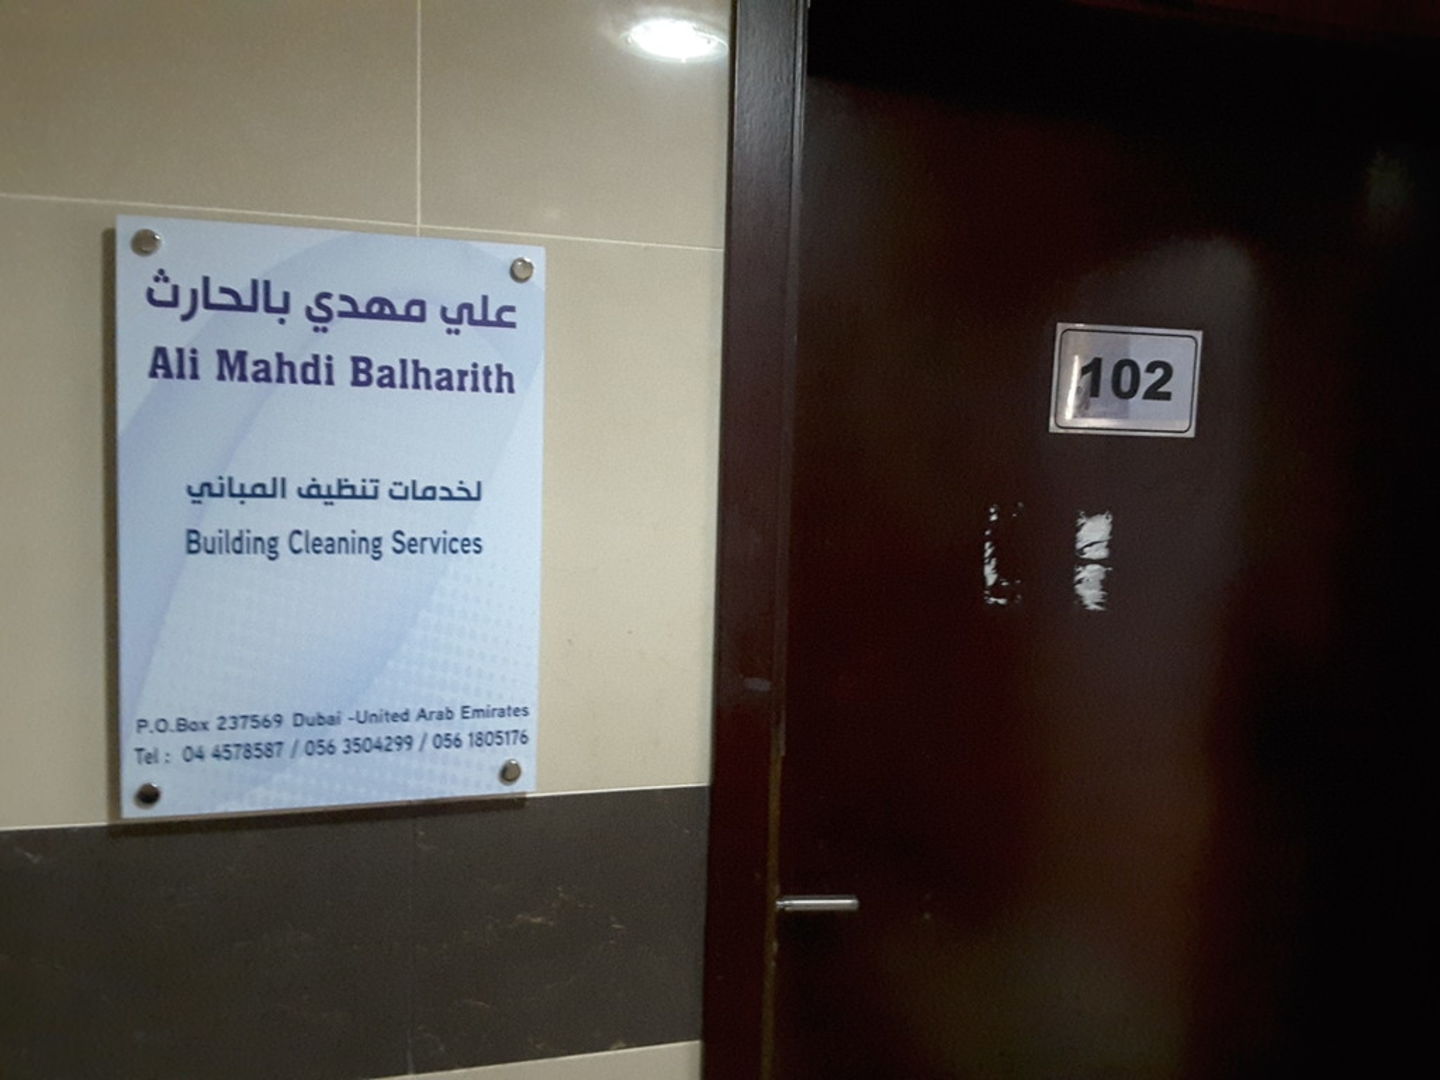 علي مهدي بالحارث
Ali Mahdi Balharith
لخدمات تنظيف المباني
Building Cleaning Services
P.O.Box 237569 Dubai -United Arab Emirates
Tel : 04 4578587 / 056 3504299 / 056 1805176
102